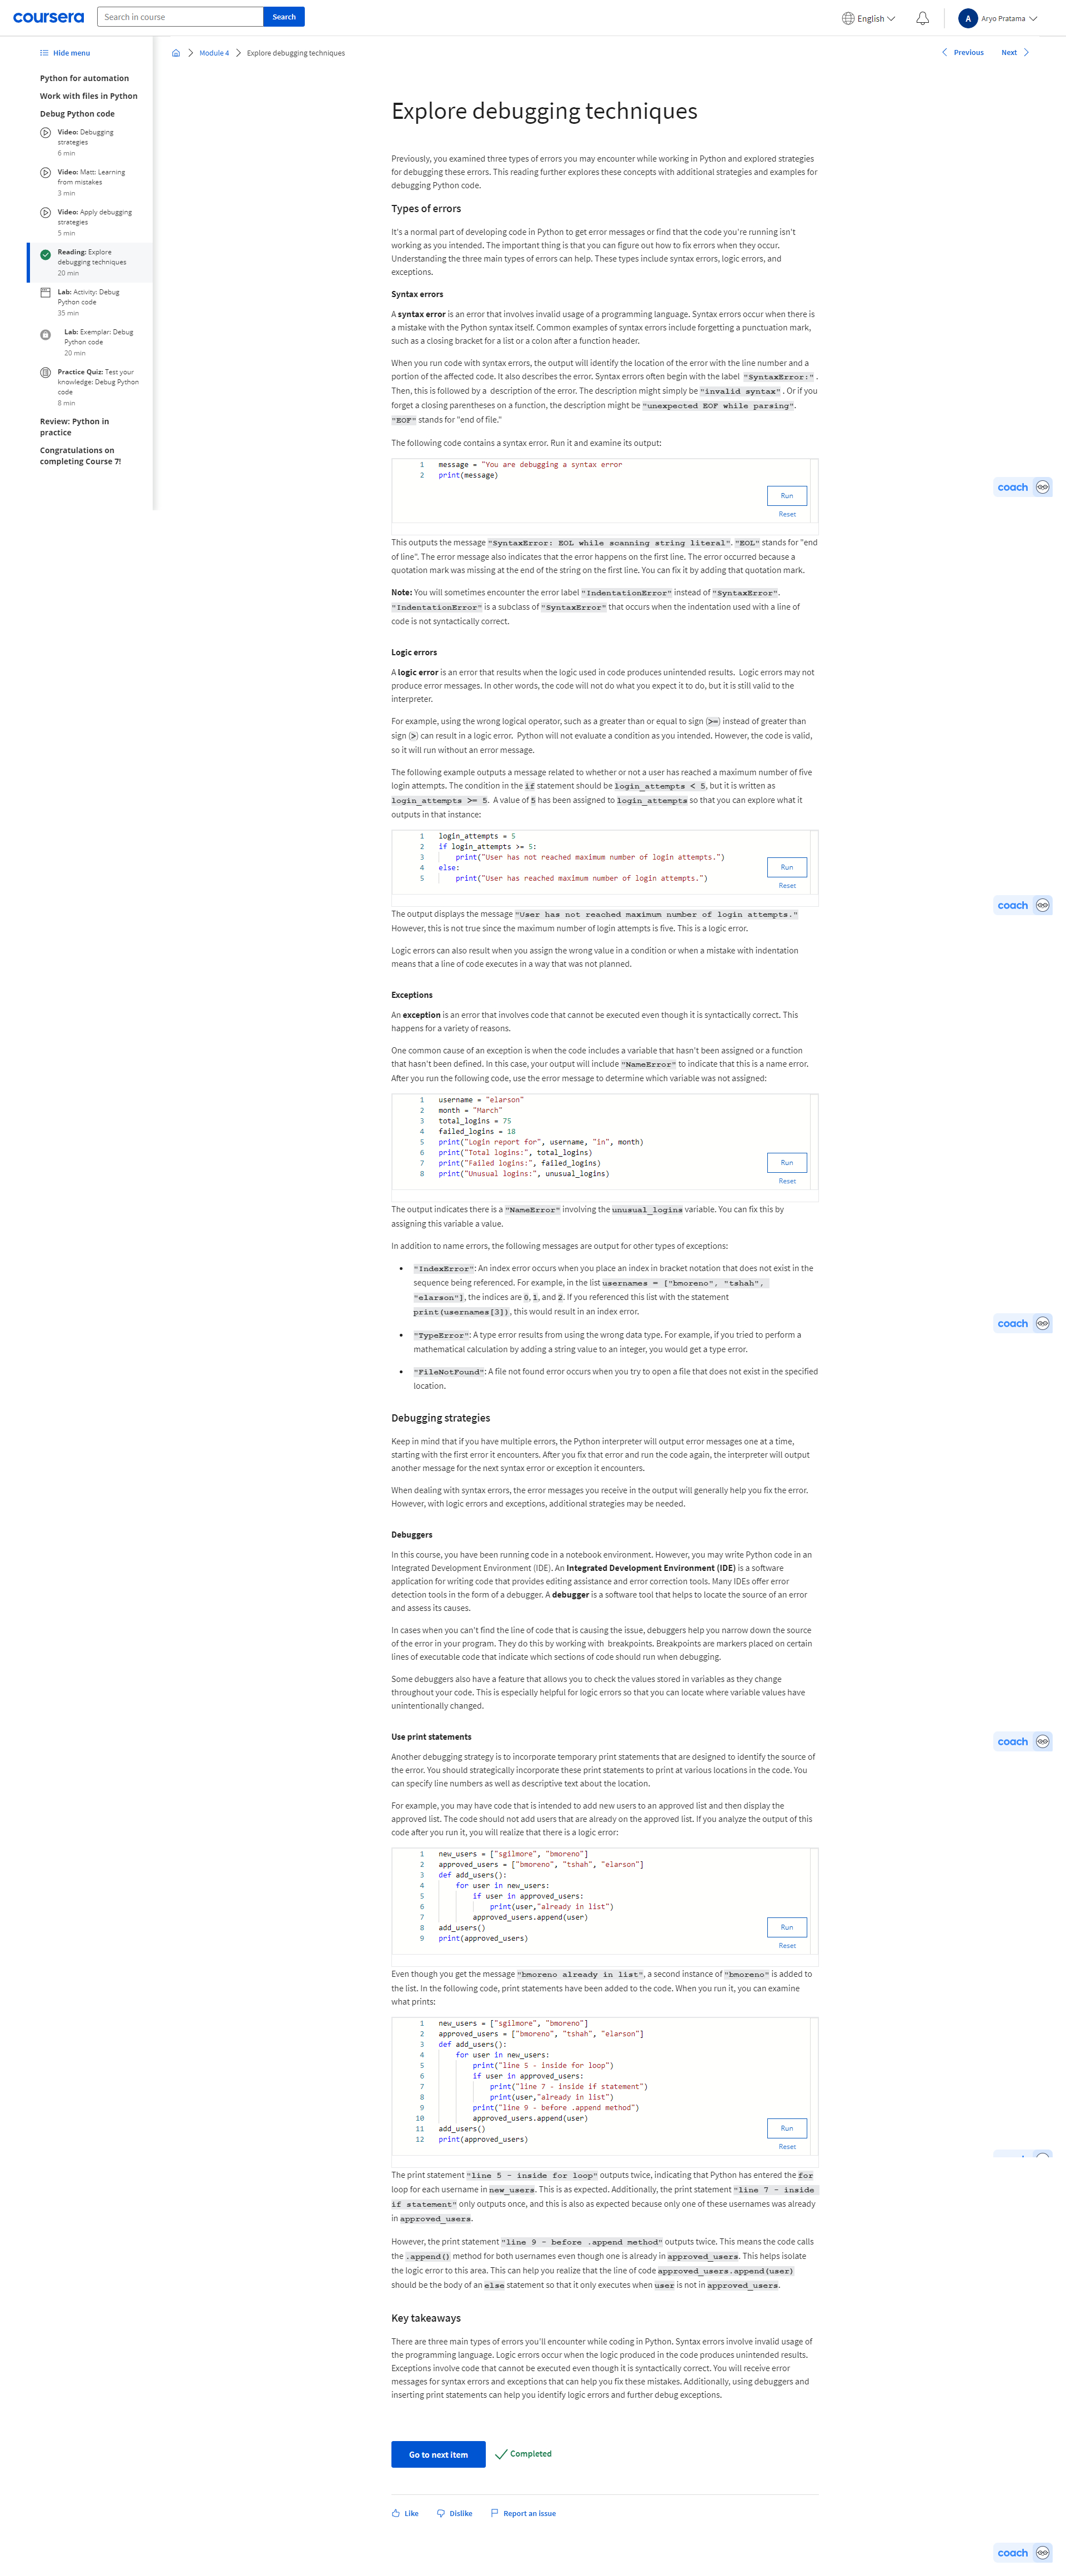 coursera
Search in course
Search
English
A
Aryo Pratama
Hide menu
Module 4
Explore debugging techniques
Previous
Next
Python for automation
Work with files in Python
Debug Python code
Video: Debugging
strategies
6 min
Video: Matt: Learning
from mistakes
3 min
Video: Apply debugging
strategies
5 min
Reading: Explore
debugging techniques
20 min
Lab: Activity: Debug
Python code
35 min
Lab: Exemplar: Debug
Python code
20 min
Practice Quiz: Test your
knowledge: Debug Python
code
8 min
Review: Python in
practice
Congratulations on
completing Course 7!
Explore debugging techniques
Previously, you examined three types of errors you may encounter while working in Python and explored strategies
for debugging these errors. This reading further explores these concepts with additional strategies and examples for
debugging Python code.
Types of errors
It's a normal part of developing code in Python to get error messages or find that the code you're running isn't
working as you intended. The important thing is that you can figure out how to fix errors when they occur.
Understanding the three main types of errors can help. These types include syntax errors, logic errors, and
exceptions.
Syntax errors
A syntax error is an error that involves invalid usage of a programming language. Syntax errors occur when there is
a mistake with the Python syntax itself. Common examples of syntax errors include forgetting a punctuation mark,
such as a closing bracket for a list or a colon after a function header.
When you run code with syntax errors, the output will identify the location of the error with the line number and a
portion of the affected code. It also describes the error. Syntax errors often begin with the label "SyntaxError:" .
Then, this is followed by a description of the error. The description might simply be "invalid syntax" . Or if you
forget a closing parentheses on a function, the description might be "unexpected EOF while parsing".
"EOF" stands for "end of file."
The following code contains a syntax error. Run it and examine its output:
1 message = "You are debugging a syntax error
2 print(message)
Run
Reset
coach
This outputs the message "SyntaxError: EOL while scanning string literal". "EOL" stands for "end
of line". The error message also indicates that the error happens on the first line. The error occurred because a
quotation mark was missing at the end of the string on the first line. You can fix it by adding that quotation mark.
Note: You will sometimes encounter the error label "IndentationError" instead of "SyntaxError".
"IndentationError" is a subclass of "SyntaxError" that occurs when the indentation used with a line of
code is not syntactically correct.
Logic errors
A logic error is an error that results when the logic used in code produces unintended results. Logic errors may not
produce error messages. In other words, the code will not do what you expect it to do, but it is still valid to the
interpreter.
For example, using the wrong logical operator, such as a greater than or equal to sign (>=) instead of greater than
sign (>) can result in a logic error. Python will not evaluate a condition as you intended. However, the code is valid,
so it will run without an error message.
The following example outputs a message related to whether or not a user has reached a maximum number of five
login attempts. The condition in the if statement should be login_attempts < 5, but it is written as
login_attempts >= 5. A value of 5 has been assigned to login_attempts so that you can explore what it
outputs in that instance:
1 login_attempts = 5
2 if login_attempts >= 5:
3 print("User has not reached maximum number of login attempts.")
4 else:
5 print("User has reached maximum number of login attempts.")
Run
Reset
coach
The output displays the message "User has not reached maximum number of login attempts."
However, this is not true since the maximum number of login attempts is five. This is a logic error.
Logic errors can also result when you assign the wrong value in a condition or when a mistake with indentation
means that a line of code executes in a way that was not planned.
Exceptions
An exception is an error that involves code that cannot be executed even though it is syntactically correct. This
happens for a variety of reasons.
One common cause of an exception is when the code includes a variable that hasn't been assigned or a function
that hasn't been defined. In this case, your output will include "NameError" to indicate that this is a name error.
After you run the following code, use the error message to determine which variable was not assigned:
1 username = "elarson"
2 month = "March"
3 total_logins = 75
4 failed_logins = 18
5 print("Login report for", username, "in", month)
6 print("Total logins:", total_logins)
7 print("Failed logins:", failed_logins)
8 print("Unusual logins:", unusual_logins)
Run
Reset
The output indicates there is a "NameError" involving the unusual_logins variable. You can fix this by
assigning this variable a value.
In addition to name errors, the following messages are output for other types of exceptions:
• "IndexError": An index error occurs when you place an index in bracket notation that does not exist in the
sequence being referenced. For example, in the list usernames = ["bmoreno", "tshah",
"elarson"], the indices are 0, 1, and 2. If you referenced this list with the statement
print(usernames[3]), this would result in an index error.
coach
• "TypeError": A type error results from using the wrong data type. For example, if you tried to perform a
mathematical calculation by adding a string value to an integer, you would get a type error.
• "FileNotFound": A file not found error occurs when you try to open a file that does not exist in the specified
location.
Debugging strategies
Keep in mind that if you have multiple errors, the Python interpreter will output error messages one at a time,
starting with the first error it encounters. After you fix that error and run the code again, the interpreter will output
another message for the next syntax error or exception it encounters.
When dealing with syntax errors, the error messages you receive in the output will generally help you fix the error.
However, with logic errors and exceptions, additional strategies may be needed.
Debuggers
In this course, you have been running code in a notebook environment. However, you may write Python code in an
Integrated Development Environment (IDE). An Integrated Development Environment (IDE) is a software
application for writing code that provides editing assistance and error correction tools. Many IDEs offer error
detection tools in the form of a debugger. A debugger is a software tool that helps to locate the source of an error
and assess its causes.
In cases when you can't find the line of code that is causing the issue, debuggers help you narrow down the source
of the error in your program. They do this by working with breakpoints. Breakpoints are markers placed on certain
lines of executable code that indicate which sections of code should run when debugging.
Some debuggers also have a feature that allows you to check the values stored in variables as they change
throughout your code. This is especially helpful for logic errors so that you can locate where variable values have
unintentionally changed.
Use print statements
coach
Another debugging strategy is to incorporate temporary print statements that are designed to identify the source of
the error. You should strategically incorporate these print statements to print at various locations in the code. You
can specify line numbers as well as descriptive text about the location.
For example, you may have code that is intended to add new users to an approved list and then display the
approved list. The code should not add users that are already on the approved list. If you analyze the output of this
code after you run it, you will realize that there is a logic error:
1 new_users = ["sgilmore", "bmoreno"]
2 approved_users = ["bmoreno", "tshah", "elarson"]
3 def add_users():
4 for user in new_users:
5 if user in approved_users:
6 print(user,"already in list")
7 approved_users.append(user)
8 add_users()
9 print(approved_users)
Run
Reset
Even though you get the message "bmoreno already in list", a second instance of "bmoreno" is added to
the list. In the following code, print statements have been added to the code. When you run it, you can examine
what prints:
1 new_users = ["sgilmore", "bmoreno"]
2 approved_users = ["bmoreno", "tshah", "elarson"]
3 def add_users():
4 for user in new_users:
5 print("line 5 - inside for loop")
6 if user in approved_users:
7 print("line 7 - inside if statement")
8 print(user,"already in list")
9 print("line 9 - before .append method")
10 approved_users.append(user)
11 add_users()
12 print(approved_users)
Run
Reset
The print statement "line 5 - inside for loop" outputs twice, indicating that Python has entered the for
loop for each username in new_users. This is as expected. Additionally, the print statement "line 7 - inside
if statement" only outputs once, and this is also as expected because only one of these usernames was already
in approved_users.
However, the print statement "line 9 - before .append method" outputs twice. This means the code calls
the .append() method for both usernames even though one is already in approved_users. This helps isolate
the logic error to this area. This can help you realize that the line of code approved_users.append(user)
should be the body of an else statement so that it only executes when user is not in approved_users.
Key takeaways
There are three main types of errors you'll encounter while coding in Python. Syntax errors involve invalid usage of
the programming language. Logic errors occur when the logic produced in the code produces unintended results.
Exceptions involve code that cannot be executed even though it is syntactically correct. You will receive error
messages for syntax errors and exceptions that can help you fix these mistakes. Additionally, using debuggers and
inserting print statements can help you identify logic errors and further debug exceptions.
Go to next item
Completed
Like
Dislike
Report an issue
coach